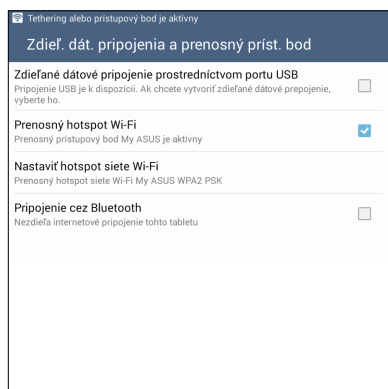 Tethering alebo prístupový bod je aktívny
Zdieľ. dát. pripojenia a prenosný príst. bod
Zdieľané dátové pripojenie prostredníctvom portu USB
Pripojenie USB je k dispozícii. Ak chcete vytvoriť zdieľané dátové prepojenie,
vyberte ho.
Prenosný hotspot Wi-Fi
Prenosný prístupový bod My ASUS je aktívny
Nastaviť hotspot siete Wi-Fi
Prenosný hotspot siete Wi-Fi My ASUS WPA2 PSK
Pripojenie cez Bluetooth
Nezdieľa internetové pripojenie tohto tabletu